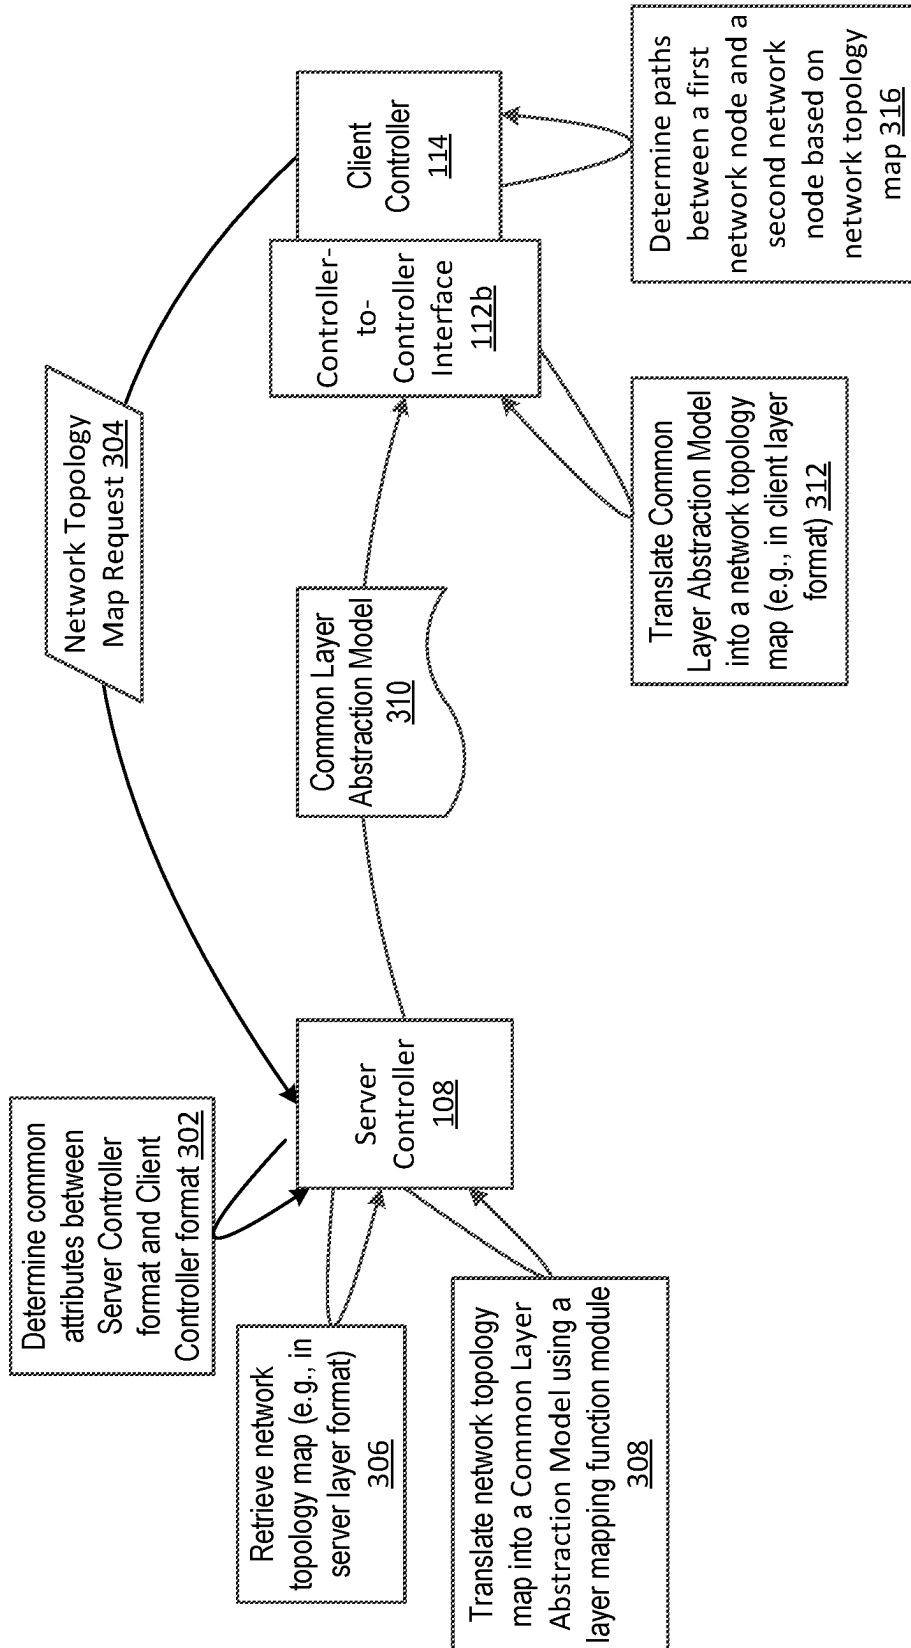 Determine common
attributes between
Server Controller
format and Client
Controller format 302
Network Topology
Map Request 304
Retrieve network
topology map (e.g., in
server layer format)
306
Translate network topology
map into a Common Layer
Abstraction Model using a
layer mapping function module
308
Server
Controller
108
Common Layer
Abstraction Model
310
Controller-
to-
Controller
Interface
112b
Client
Controller
114
Translate Common
Layer Abstraction Model
into a network topology
map (e.g., in client layer
format) 312
Determine paths
between a first
network node and a
second network
node based on
network topology
map 316